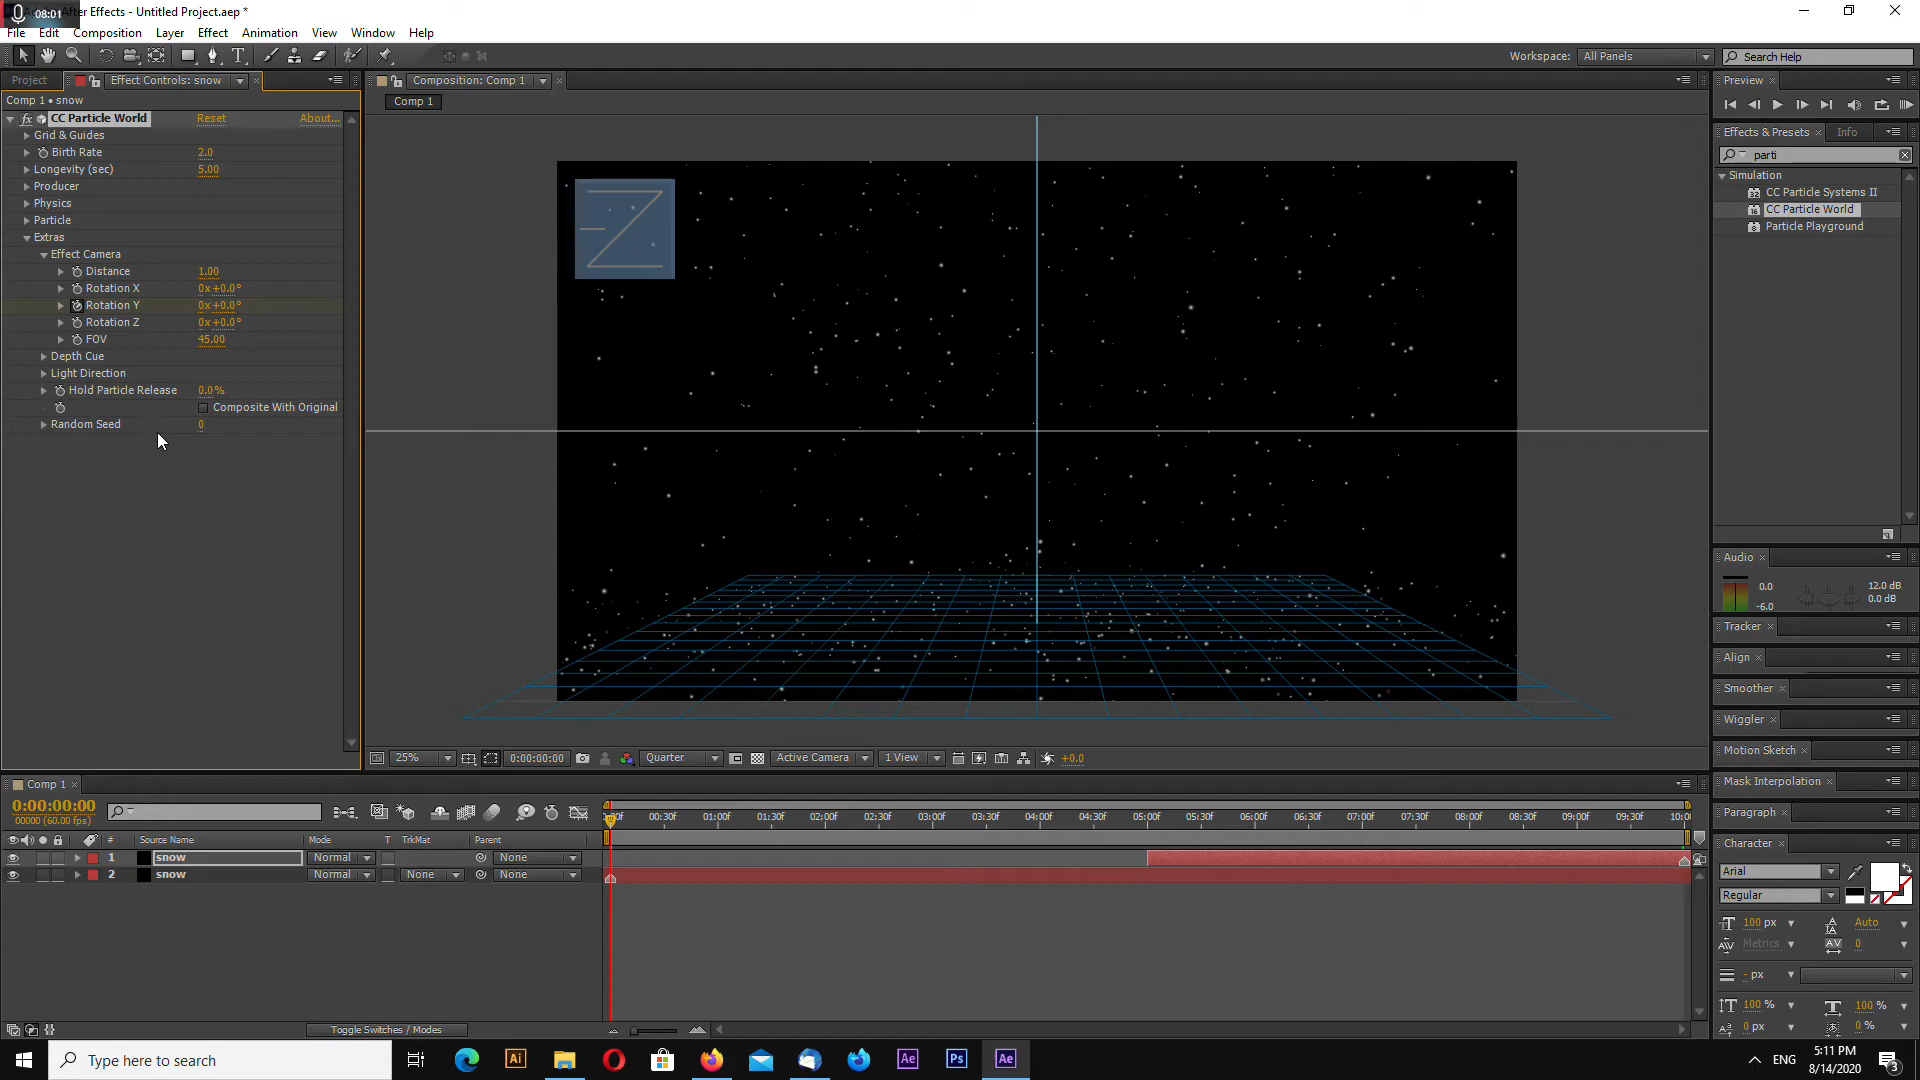 08:01 After Effects - Untitled Project.aep *
File Edit Composition Layer Effect Animation View Window Help
Workspace: All Panels Search Help
Project Effect Controls: snow Composition: Comp 1 Preview
Comp 1 • snow Comp 1
fx CC Particle World Reset About...
Grid & Guides
Birth Rate 2.0
Longevity (sec) 5.00
Producer
Physics
Particle
Extras
Effect Camera
Distance 1.00
Rotation X 0x +0.0°
Rotation Y 0x +0.0°
Rotation Z 0x +0.0°
FOV 45.00
Depth Cue
Light Direction
Hold Particle Release 0.0%
Composite With Original
Random Seed 0
Effects & Presets Info
parti
Simulation
CC Particle Systems II
CC Particle World
Particle Playground
Audio
0.0 12.0 dB
-6.0 0.0 dB
Tracker
Align
Smoother
Wiggler
Motion Sketch
Mask Interpolation
Paragraph
Character
Arial
Regular
100 px Auto
Metrics 0
- px
100 % 100 %
0 px 0 %
25% 0:00:00:00 Quarter Active Camera 1 View +0.0
Comp 1
0:00:00:00
00000 (60.00 fps)
00:30f 01:00f 01:30f 02:00f 02:30f 03:00f 03:30f 04:00f 04:30f 05:00f 05:30f 06:00f 06:30f 07:00f 07:30f 08:00f 08:30f 09:00f 09:30f
# Source Name Mode T TrkMat Parent
1 snow Normal None
2 snow Normal None None
Toggle Switches / Modes
Type here to search
Ai Ae Ps Ae
ENG 5:11 PM
8/14/2020 3